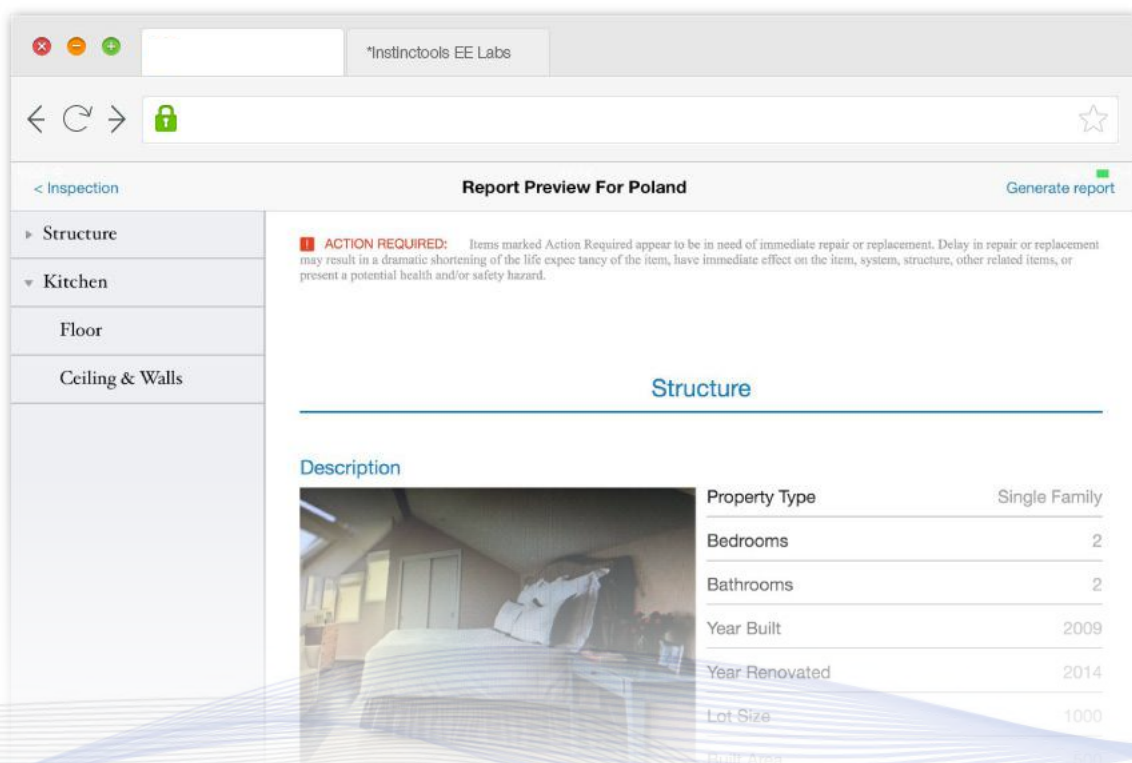 *Instinctools EE Labs
< Inspection
Report Preview For Poland
Generate report
Structure
Kitchen
Floor
Ceiling & Walls
ACTION REQUIRED: Items marked Action Required appear to be in need of immediate repair or replacement. Delay in repair or replacement
may result in a dramatic shortening of the life expec tancy of the item, have immediate effect on the item, system, structure, other related items, or
present a potential health and/or safety hazard.
Structure
Description
Property Type Single Family
Bedrooms 2
Bathrooms 2
Year Built 2009
Year Renovated 2014
Lot Size 1000
Built Area 500